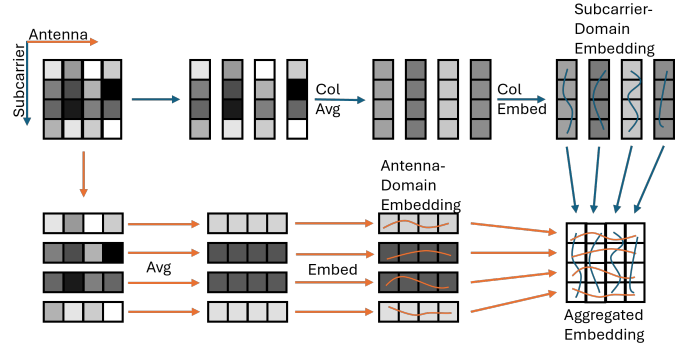 Antenna
Subcarrier
Col
Avg
Col
Embed
Subcarrier-
Domain
Embedding
Antenna-
Domain
Embedding
Avg
Embed
Aggregated
Embedding